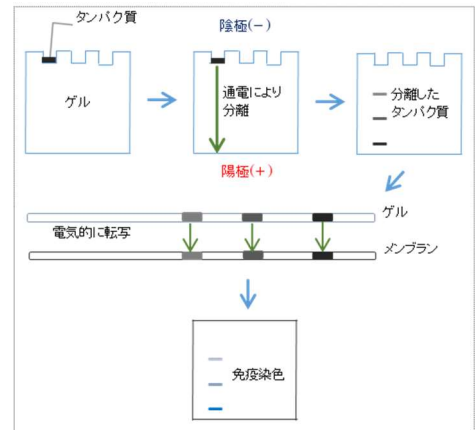 タンパク質
陰極(−)
ゲル
通電により
分離
分離した
タンパク質
陽極(+)
ゲル
電気的に転写
メンブラン
免疫染色